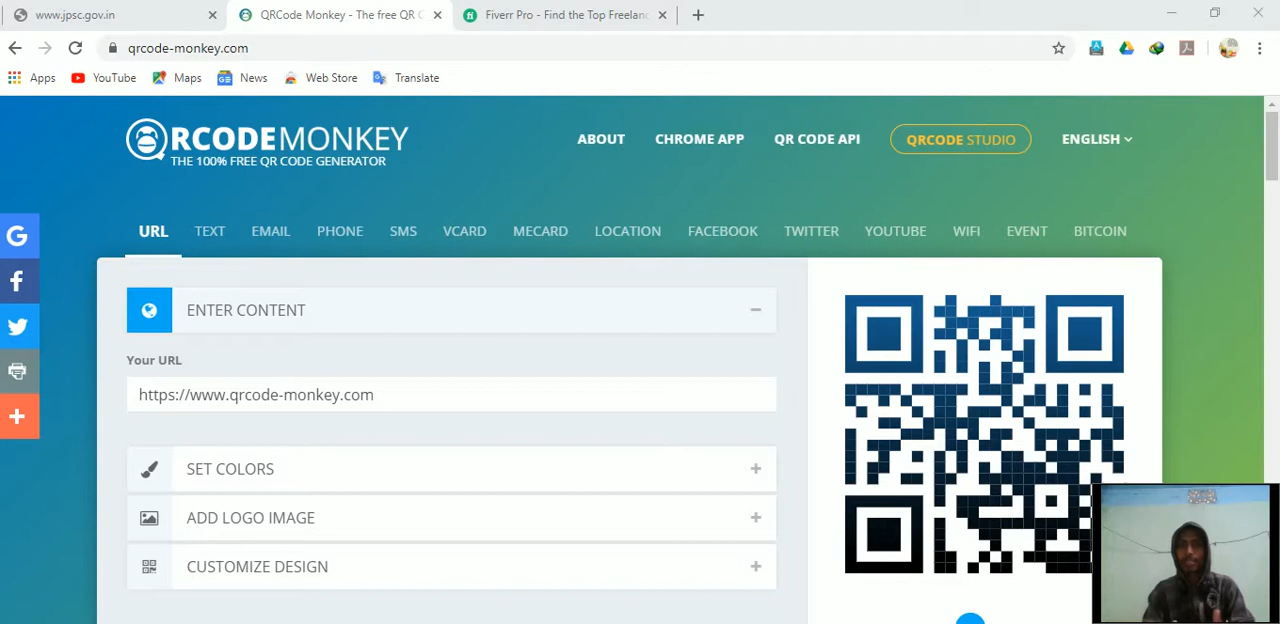 www.jpsc.gov.in
QRCode Monkey - The free QR C
Fiverr Pro - Find the Top Freelanc
qrcode-monkey.com
Apps YouTube Maps News Web Store Translate
QRCODEMONKEY
THE 100% FREE QR CODE GENERATOR
ABOUT CHROME APP QR CODE API QRCODE STUDIO ENGLISH
URL TEXT EMAIL PHONE SMS VCARD MECARD LOCATION FACEBOOK TWITTER YOUTUBE WIFI EVENT BITCOIN
ENTER CONTENT
Your URL
https://www.qrcode-monkey.com
SET COLORS
ADD LOGO IMAGE
CUSTOMIZE DESIGN